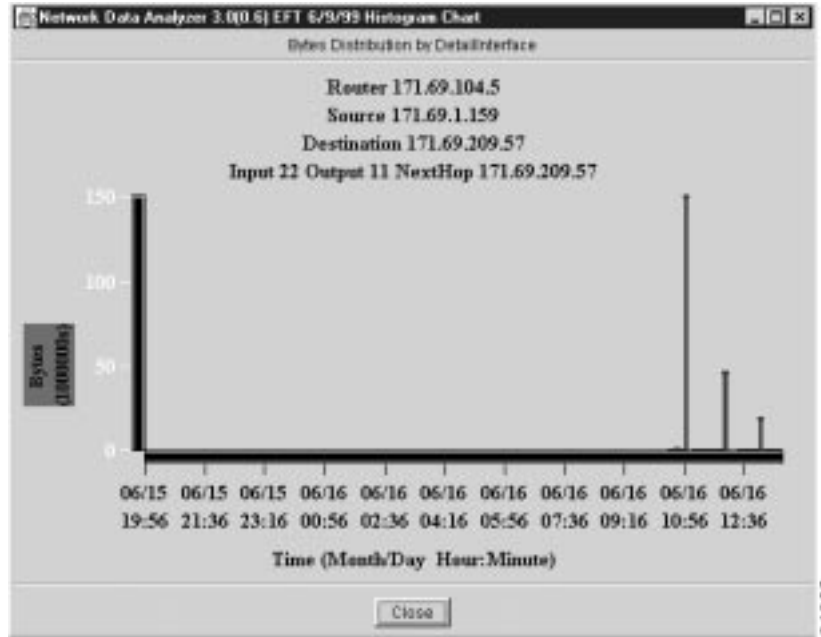 Network Data Analyzer 3.0(0.6) EFT 6/9/99 Histogram Chart
Bytes Distribution by DetailInterface
Router 171.69.104.5
Source 171.69.1.159
Destination 171.69.209.57
Input 22 Output 11 NextHop 171.69.209.57
150
100
50
0
Bytes
(1000000s)
06/15 06/15 06/15 06/16 06/16 06/16 06/16 06/16 06/16 06/16 06/16
19:56 21:36 23:16 00:56 02:36 04:16 05:56 07:36 09:16 10:56 12:36
Time (Month/Day Hour:Minute)
Close